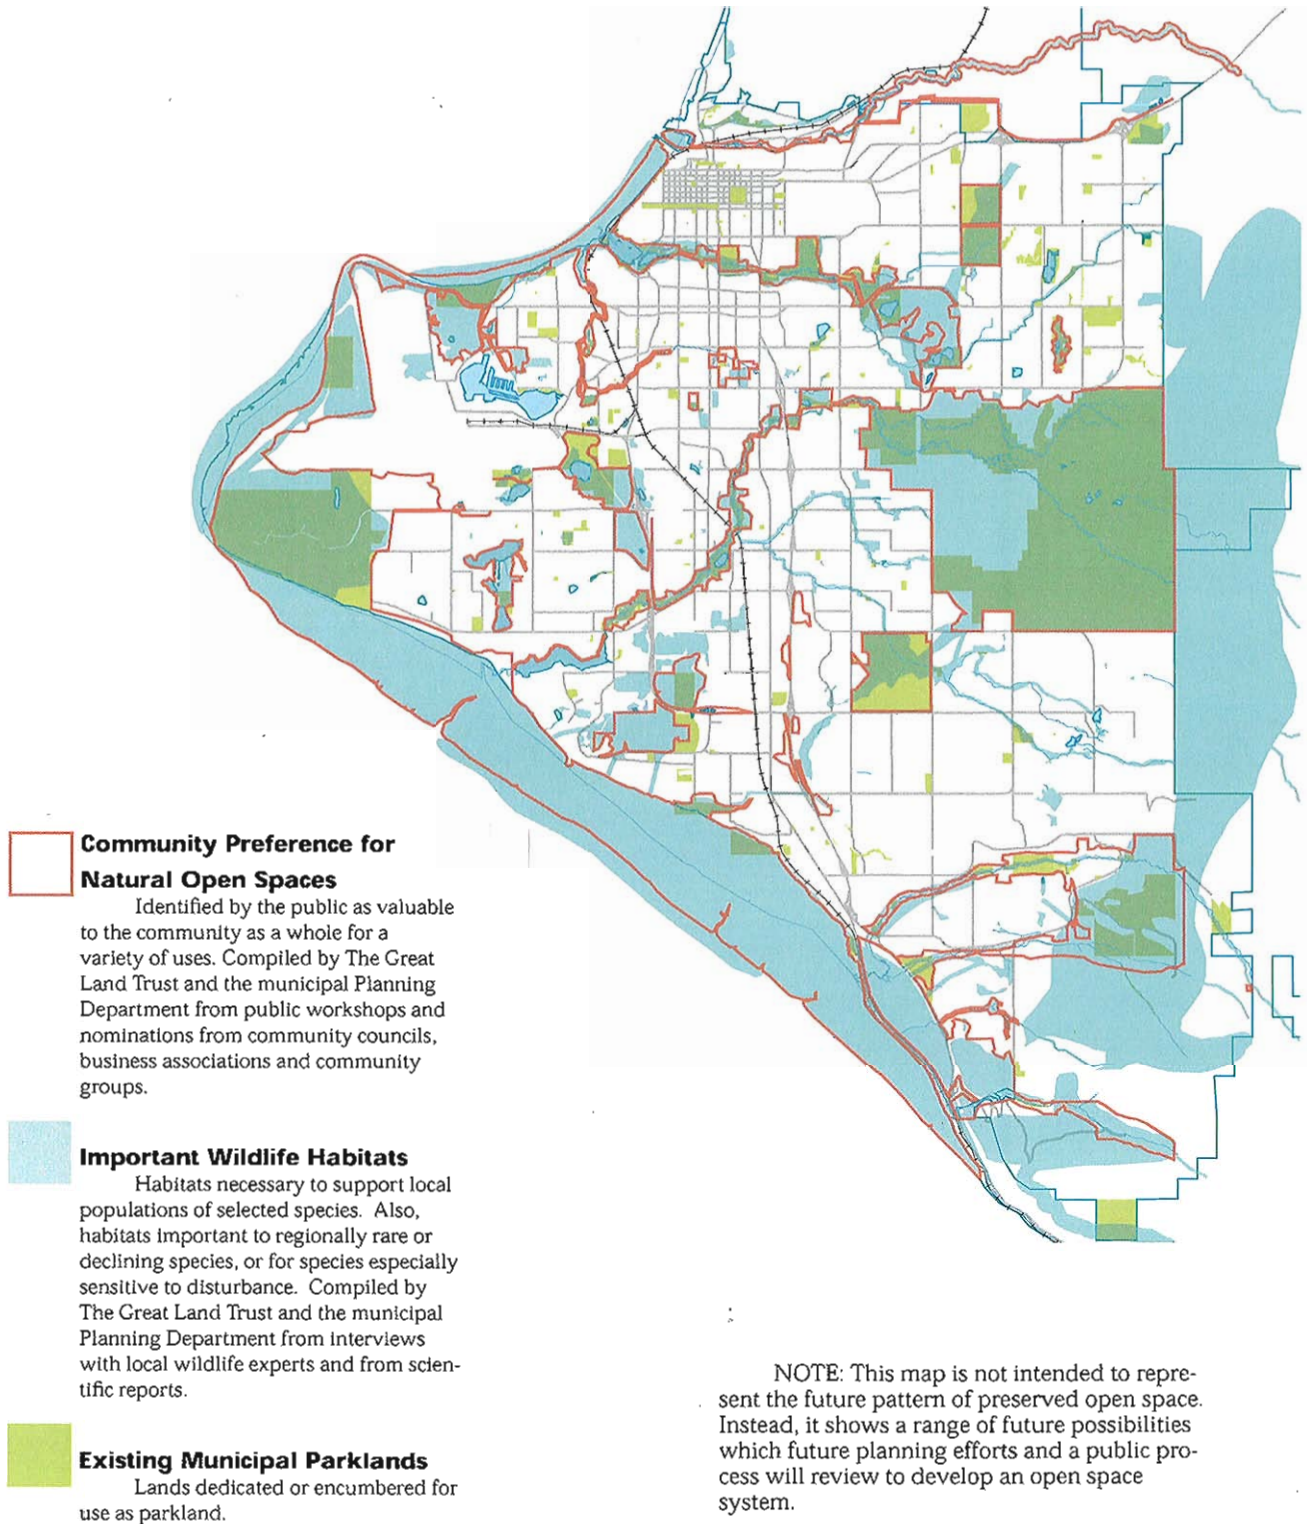 Community Preference for
Natural Open Spaces
Identified by the public as valuable
to the community as a whole for a
variety of uses. Compiled by The Great
Land Trust and the municipal Planning
Department from public workshops and
nominations from community councils,
business associations and community
groups.
Important Wildlife Habitats
Habitats necessary to support local
populations of selected species. Also,
habitats important to regionally rare or
declining species, or for species especially
sensitive to disturbance. Compiled by
The Great Land Trust and the municipal
Planning Department from interviews
with local wildlife experts and from scien-
tific reports.
Existing Municipal Parklands
Lands dedicated or encumbered for
use as parkland.
NOTE: This map is not intended to repre-
sent the future pattern of preserved open space.
Instead, it shows a range of future possibilities
which future planning efforts and a public pro-
cess will review to develop an open space
system.